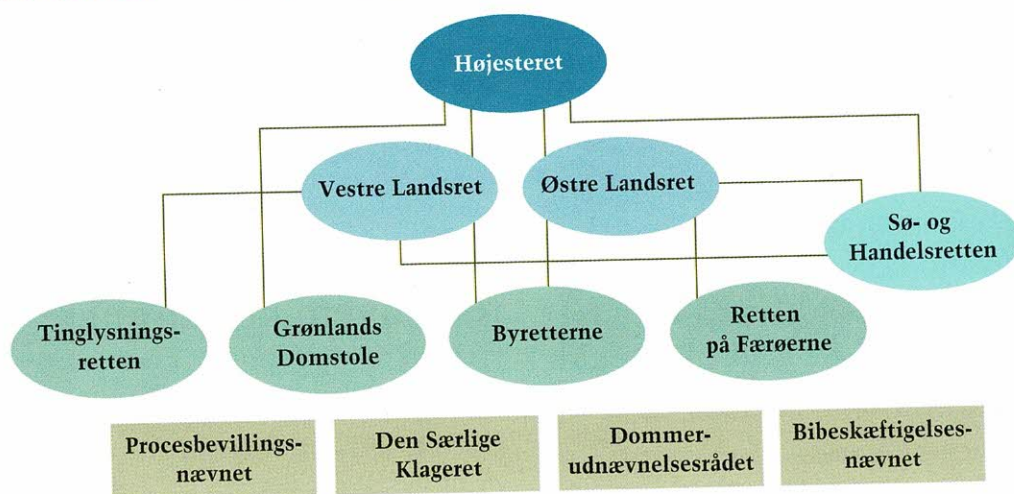 Højesteret
Vestre Landsret
Østre Landsret
Sø- og
Handelsretten
Tinglysnings-
retten
Grønlands
Domstole
Byretterne
Retten
på Færøerne
Procesbevillings-
nævnet
Den Særlige
Klageret
Dommer-
udnævnelsesrådet
Bibeskæftigelses-
nævnet